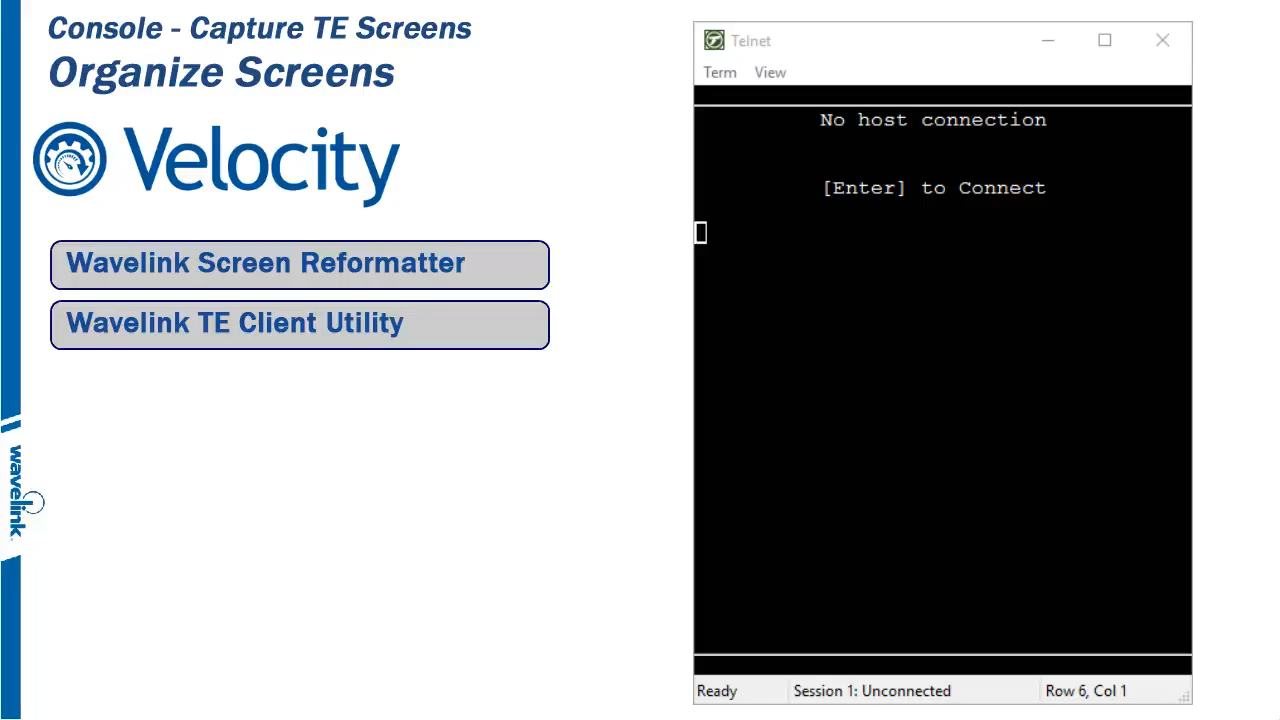 Console - Capture TE Screens
Organize Screens
Velocity
Wavelink Screen Reformatter
Wavelink TE Client Utility
wavelink
Telnet
Term View
No host connection
[Enter] to Connect
Ready Session 1: Unconnected Row 6, Col 1